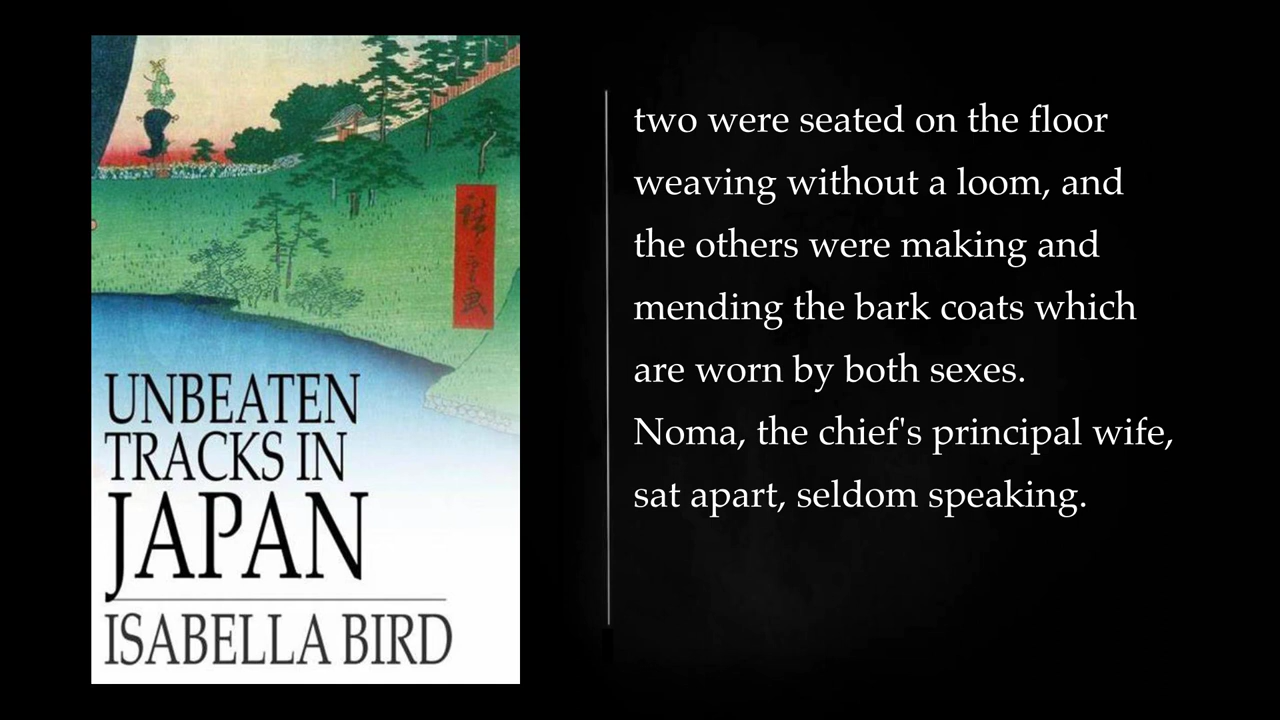 UNBEATEN
TRACKS IN
JAPAN
ISABELLA BIRD
two were seated on the floor
weaving without a loom, and
the others were making and
mending the bark coats which
are worn by both sexes.
Noma, the chief's principal wife,
sat apart, seldom speaking.